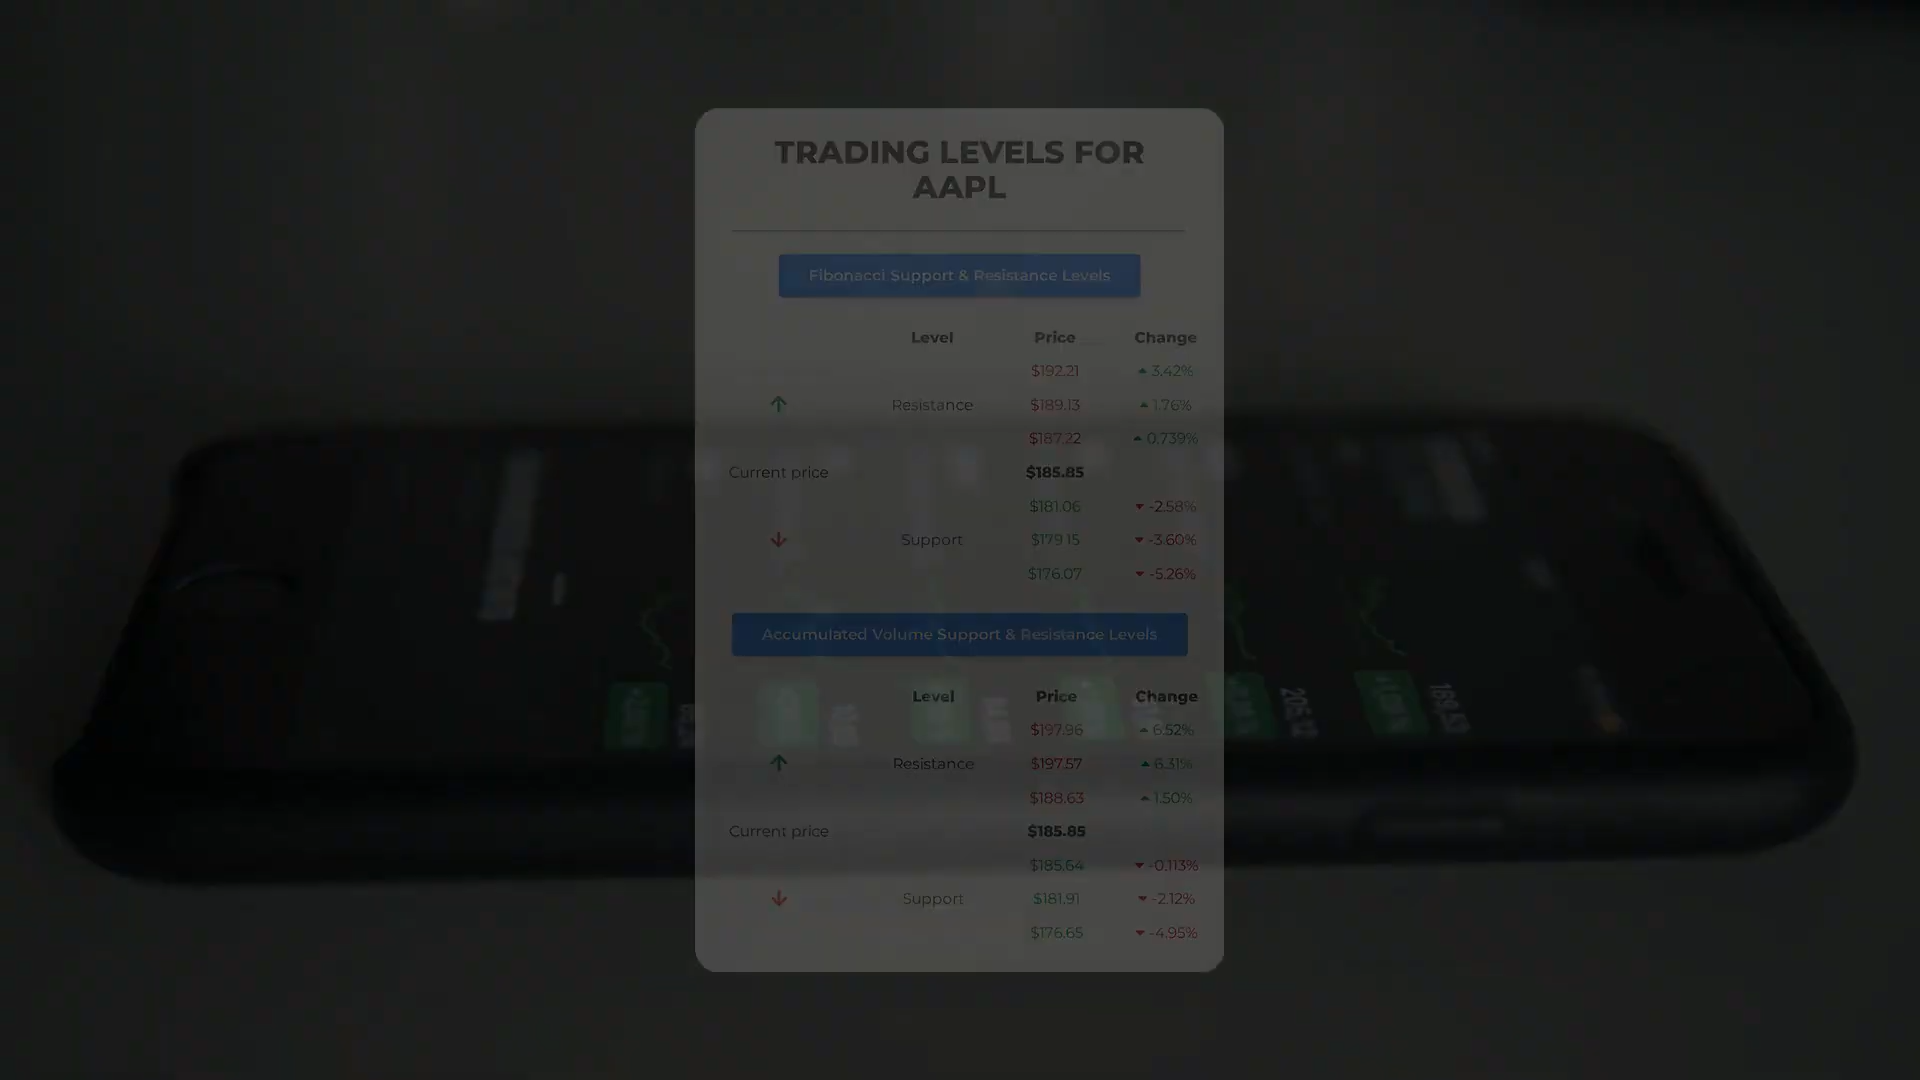 TRADING LEVELS FOR
AAPL
Fibonacci Support & Resistance Levels
Level Price Change
$192.21 3.42%
Resistance $189.13 1.76%
$187.22 0.739%
Current price $185.85
$181.06 -2.58%
Support $179.15 -3.60%
$176.07 -5.26%
Accumulated Volume Support & Resistance Levels
Level Price Change
$197.96 6.52%
Resistance $197.57 6.31%
$188.63 1.50%
Current price $185.85
$185.64 -0.113%
Support $181.91 -2.12%
$176.65 -4.95%
189.53